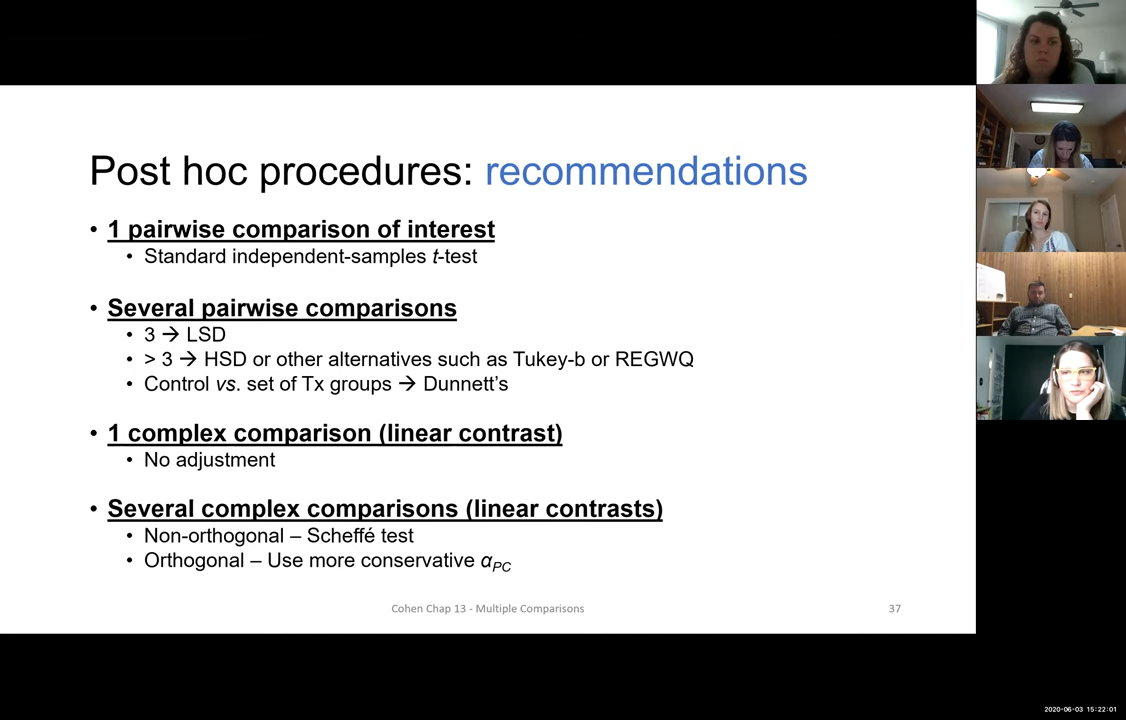 Post hoc procedures: recommendations
• 1 pairwise comparison of interest
• Standard independent-samples t-test
• Several pairwise comparisons
• 3 → LSD
• > 3 → HSD or other alternatives such as Tukey-b or REGWQ
• Control vs. set of Tx groups → Dunnett’s
• 1 complex comparison (linear contrast)
• No adjustment
• Several complex comparisons (linear contrasts)
• Non-orthogonal – Scheffé test
• Orthogonal – Use more conservative αPC
Cohen Chap 13 - Multiple Comparisons
37
2020-06-03 15:22:01